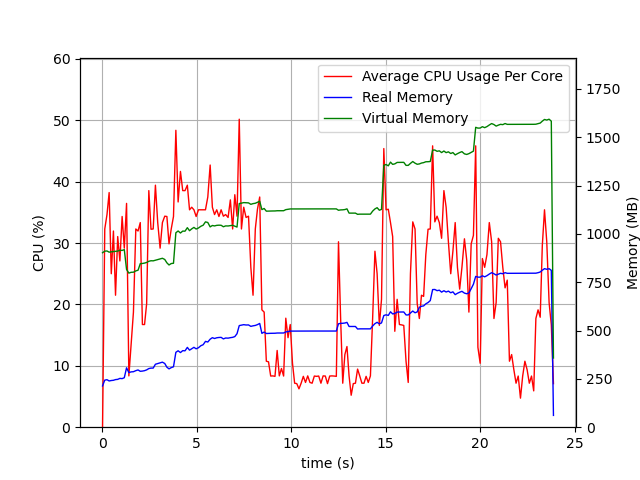 Average CPU Usage Per Core
Real Memory
Virtual Memory
CPU (%)
60
50
40
30
20
10
0
Memory (MB)
1750
1500
1250
1000
750
500
250
0
0 5 10 15 20 25
time (s)